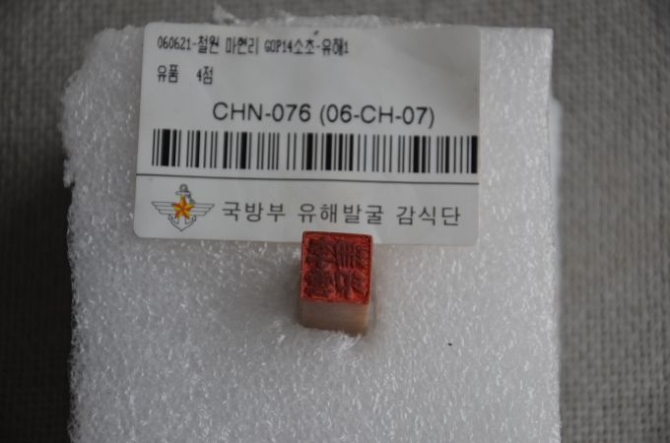 060621-철원 마현리 GOP14소초-유해1
유품 4점
CHN-076 (06-CH-07)
국방부 유해발굴 감식단